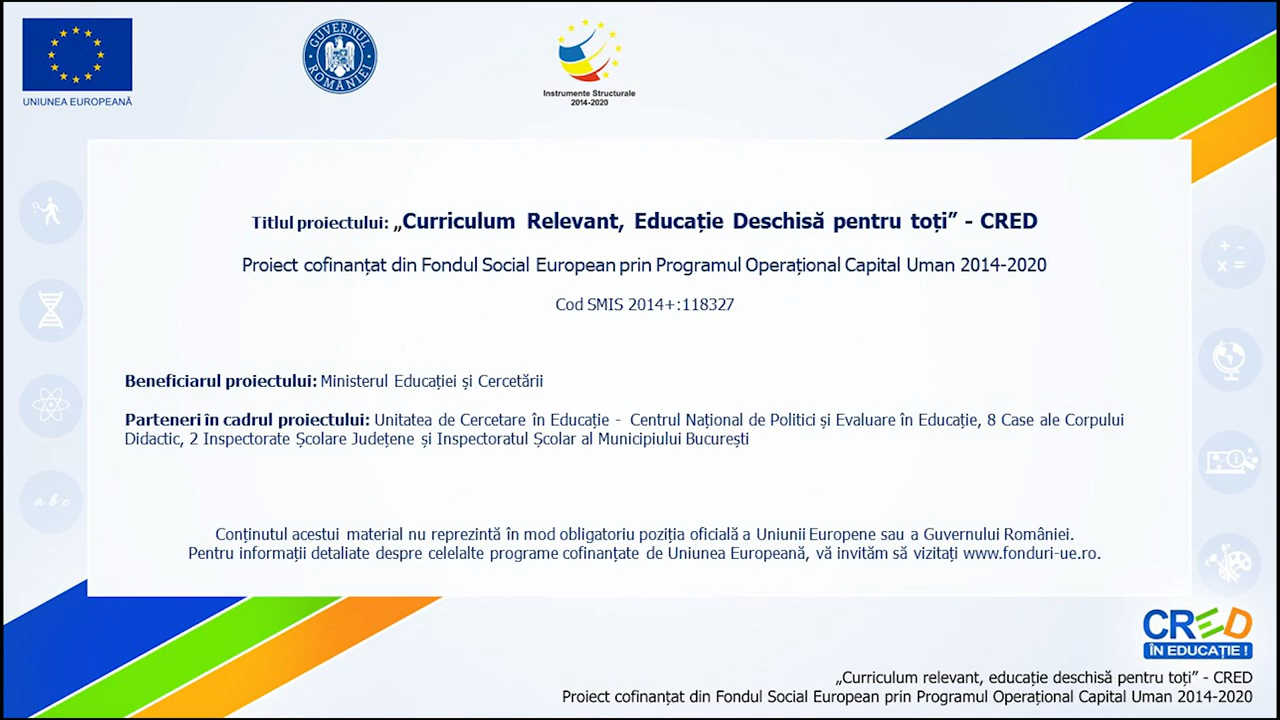 UNIUNEA EUROPEANĂ
GUVERNUL ROMÂNIEI
Instrumente Structurale
2014-2020
Titlul proiectului: „Curriculum Relevant, Educație Deschisă pentru toți” - CRED
Proiect cofinanțat din Fondul Social European prin Programul Operațional Capital Uman 2014-2020
Cod SMIS 2014+:118327
Beneficiarul proiectului: Ministerul Educației și Cercetării
Parteneri în cadrul proiectului: Unitatea de Cercetare în Educație - Centrul Național de Politici și Evaluare în Educație, 8 Case ale Corpului
Didactic, 2 Inspectorate Școlare Județene și Inspectoratul Școlar al Municipiului București
Conținutul acestui material nu reprezintă în mod obligatoriu poziția oficială a Uniunii Europene sau a Guvernului României.
Pentru informații detaliate despre celelalte programe cofinanțate de Uniunea Europeană, vă invităm să vizitați www.fonduri-ue.ro.
+ -
x =
a b c
CRED
ÎN EDUCAȚIE !
„Curriculum relevant, educație deschisă pentru toți” - CRED
Proiect cofinanțat din Fondul Social European prin Programul Operațional Capital Uman 2014-2020